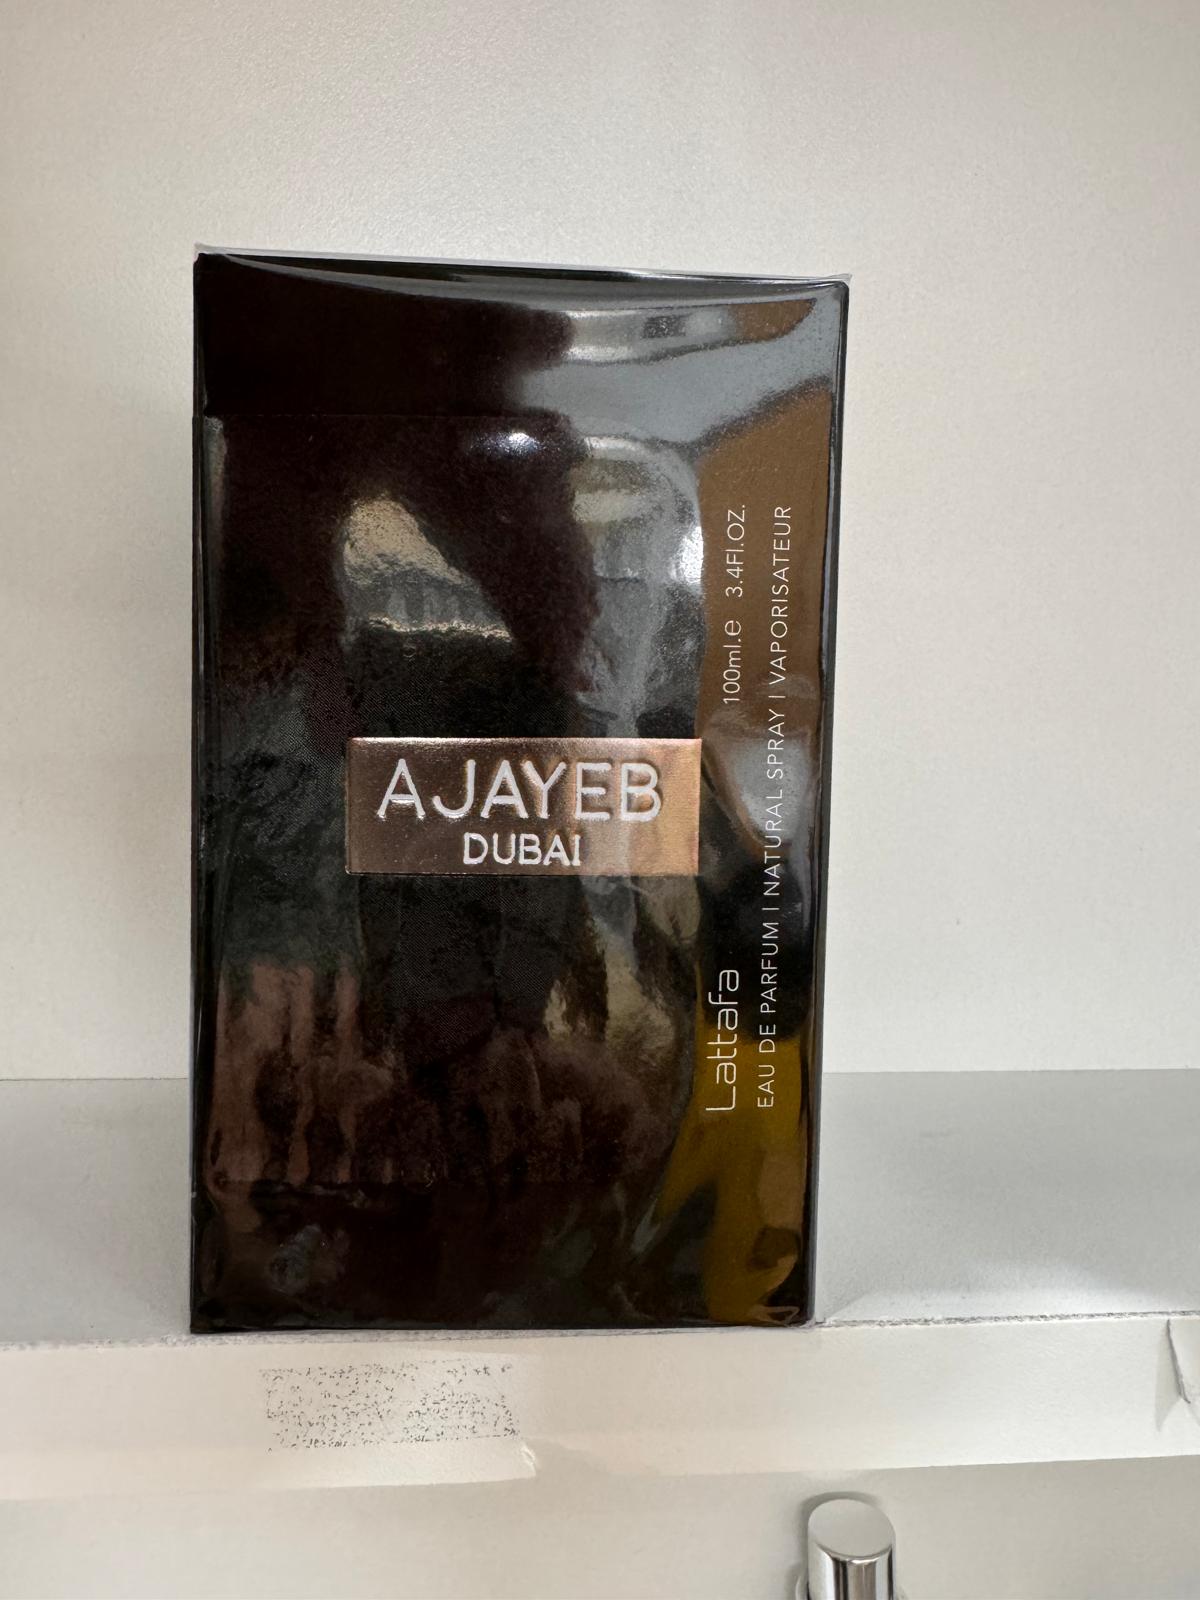 AJAYEB
DUBAI
Lattafa 100ml.e 3.4Fl.OZ.
EAU DE PARFUM | NATURAL SPRAY | VAPORISATEUR